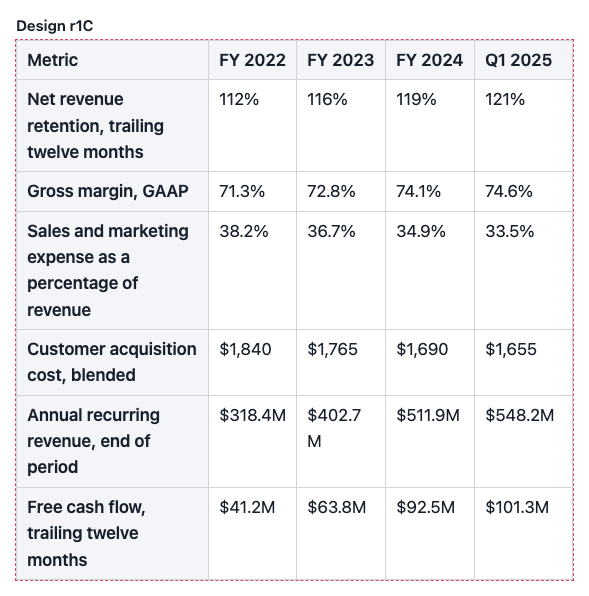 Design r1C
Metric FY 2022 FY 2023 FY 2024 Q1 2025
Net revenue 112% 116% 119% 121%
retention, trailing
twelve months
Gross margin, GAAP 71.3% 72.8% 74.1% 74.6%
Sales and marketing 38.2% 36.7% 34.9% 33.5%
expense as a
percentage of
revenue
Customer acquisition $1,840 $1,765 $1,690 $1,655
cost, blended
Annual recurring $318.4M $402.7 $511.9M $548.2M
revenue, end of M
period
Free cash flow, $41.2M $63.8M $92.5M $101.3M
trailing twelve
months